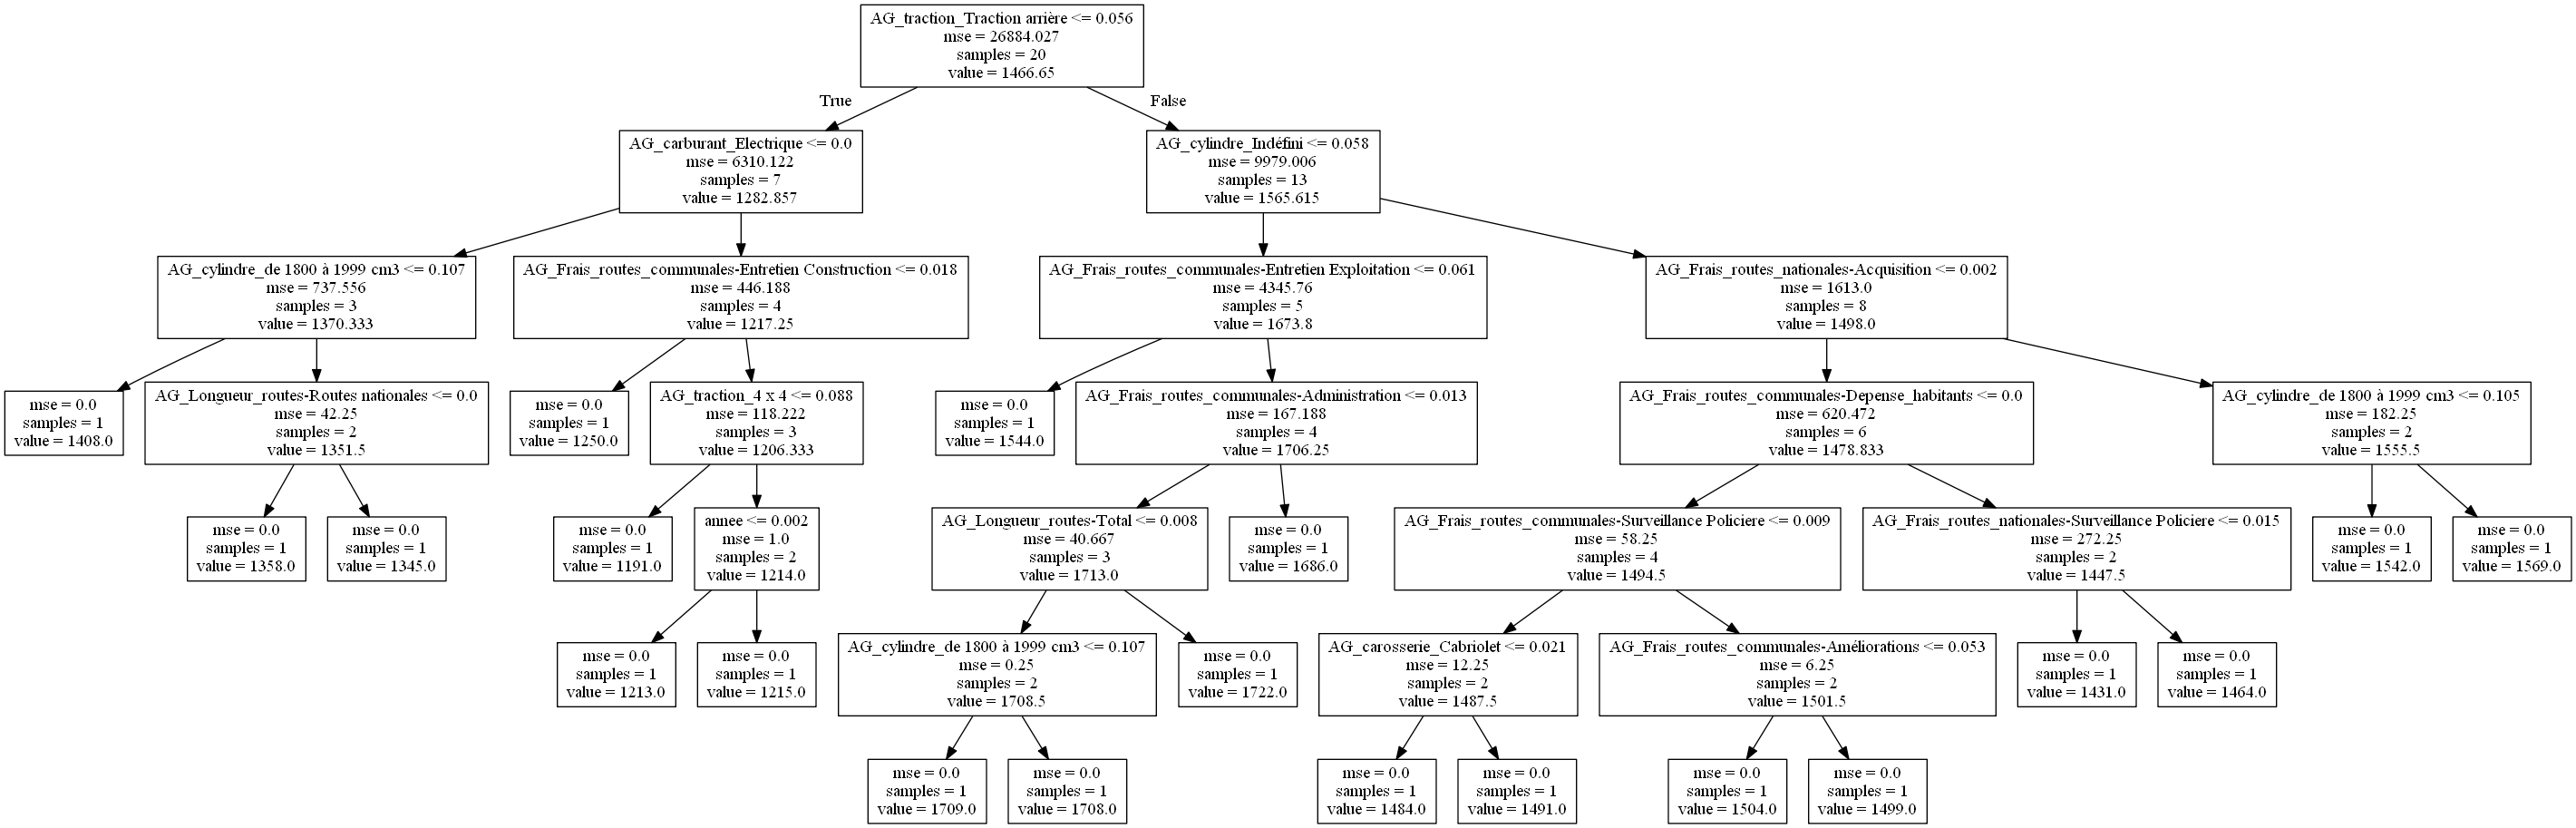 AG_traction_Traction arrière <= 0.056
mse = 26884.027
samples = 20
value = 1466.65
True
False
AG_carburant_Electrique <= 0.0
mse = 6310.122
samples = 7
value = 1282.857
AG_cylindre_Indéfini <= 0.058
mse = 9979.006
samples = 13
value = 1565.615
AG_cylindre_de 1800 à 1999 cm3 <= 0.107
mse = 737.556
samples = 3
value = 1370.333
AG_Frais_routes_communales-Entretien Construction <= 0.018
mse = 446.188
samples = 4
value = 1217.25
AG_Frais_routes_communales-Entretien Exploitation <= 0.061
mse = 4345.76
samples = 5
value = 1673.8
AG_Frais_routes_nationales-Acquisition <= 0.002
mse = 1613.0
samples = 8
value = 1498.0
mse = 0.0
samples = 1
value = 1408.0
AG_Longueur_routes-Routes nationales <= 0.0
mse = 42.25
samples = 2
value = 1351.5
mse = 0.0
samples = 1
value = 1250.0
AG_traction_4 x 4 <= 0.088
mse = 118.222
samples = 3
value = 1206.333
mse = 0.0
samples = 1
value = 1544.0
AG_Frais_routes_communales-Administration <= 0.013
mse = 167.188
samples = 4
value = 1706.25
AG_Frais_routes_communales-Depense_habitants <= 0.0
mse = 620.472
samples = 6
value = 1478.833
AG_cylindre_de 1800 à 1999 cm3 <= 0.105
mse = 182.25
samples = 2
value = 1555.5
mse = 0.0
samples = 1
value = 1358.0
mse = 0.0
samples = 1
value = 1345.0
mse = 0.0
samples = 1
value = 1191.0
annee <= 0.002
mse = 1.0
samples = 2
value = 1214.0
AG_Longueur_routes-Total <= 0.008
mse = 40.667
samples = 3
value = 1713.0
mse = 0.0
samples = 1
value = 1686.0
AG_Frais_routes_communales-Surveillance Policiere <= 0.009
mse = 58.25
samples = 4
value = 1494.5
AG_Frais_routes_nationales-Surveillance Policiere <= 0.015
mse = 272.25
samples = 2
value = 1447.5
mse = 0.0
samples = 1
value = 1542.0
mse = 0.0
samples = 1
value = 1569.0
mse = 0.0
samples = 1
value = 1213.0
mse = 0.0
samples = 1
value = 1215.0
AG_cylindre_de 1800 à 1999 cm3 <= 0.107
mse = 0.25
samples = 2
value = 1708.5
mse = 0.0
samples = 1
value = 1722.0
AG_carosserie_Cabriolet <= 0.021
mse = 12.25
samples = 2
value = 1487.5
AG_Frais_routes_communales-Améliorations <= 0.053
mse = 6.25
samples = 2
value = 1501.5
mse = 0.0
samples = 1
value = 1431.0
mse = 0.0
samples = 1
value = 1464.0
mse = 0.0
samples = 1
value = 1709.0
mse = 0.0
samples = 1
value = 1708.0
mse = 0.0
samples = 1
value = 1484.0
mse = 0.0
samples = 1
value = 1491.0
mse = 0.0
samples = 1
value = 1504.0
mse = 0.0
samples = 1
value = 1499.0